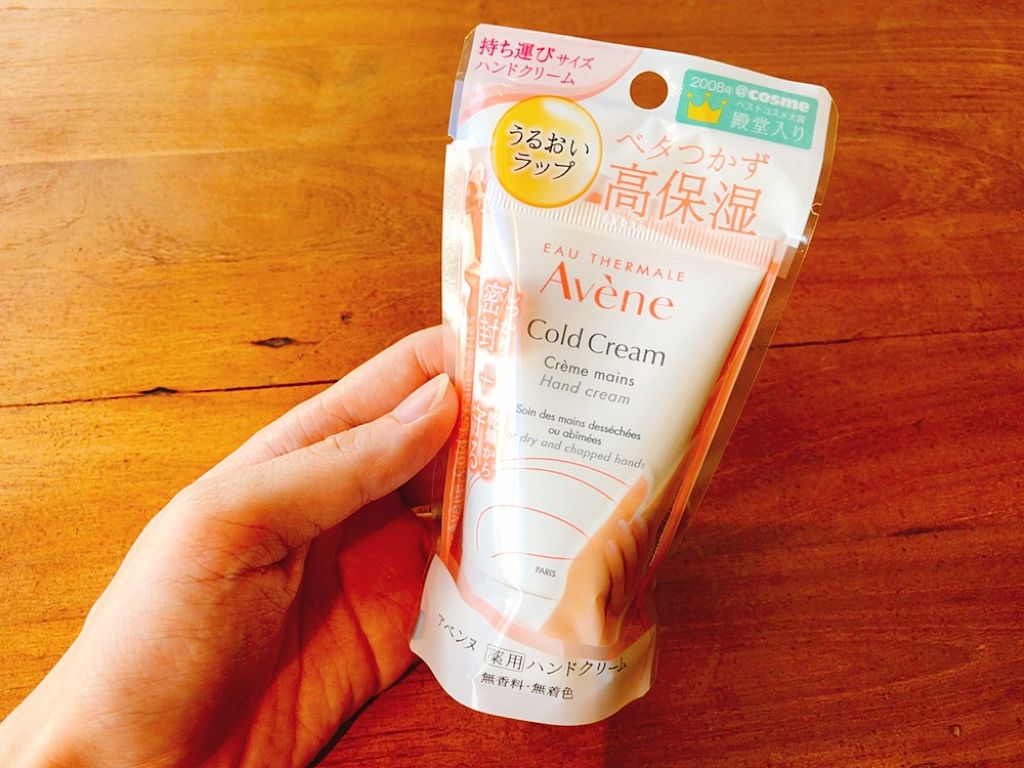 持ち運びサイズ
ハンドクリーム
2008年 @cosme
ベストコスメ大賞
殿堂入り
うるおい
ラップ
ベタつかず
高保湿
EAU THERMALE
Avène
Cold Cream
Crème mains
Hand cream
Soin des mains desséchées
ou abîmées
or dry and chapped hands
密封
+
から
PARIS
アベンヌ 薬用 ハンドクリーム
無香料・無着色